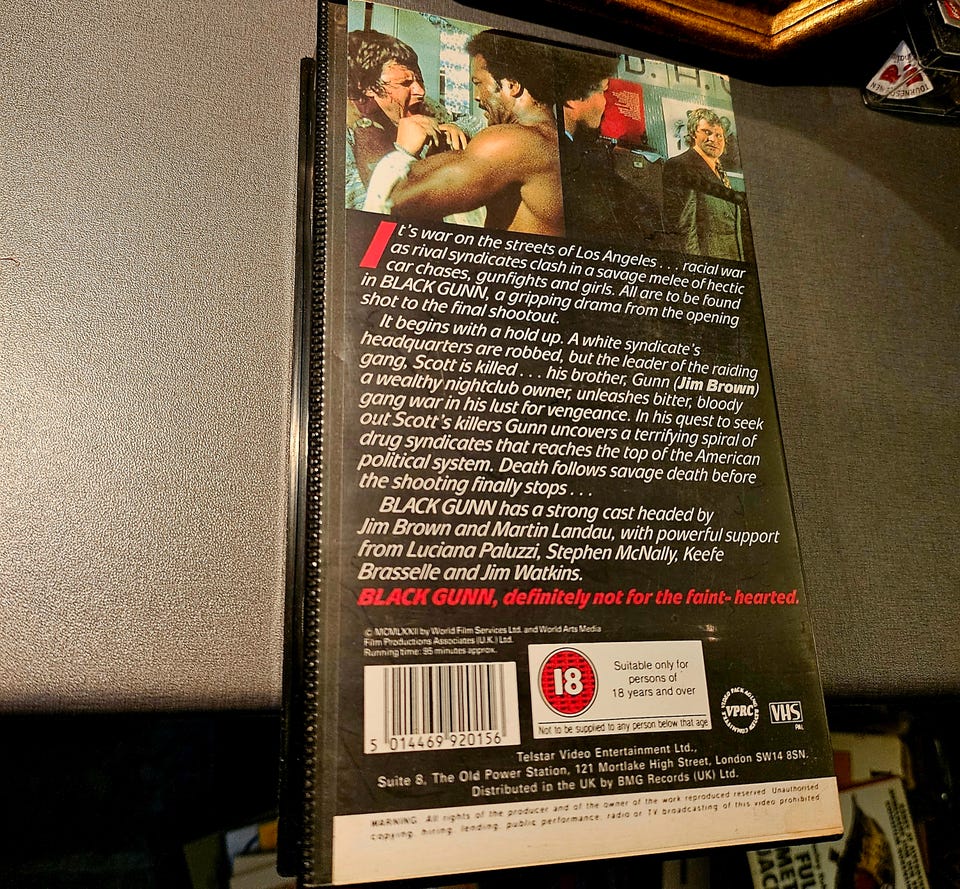 D. H. C
It's war on the streets of Los Angeles . . . racial war
as rival syndicates clash in a savage melee of hectic
car chases, gunfights and girls. All are to be found
in BLACK GUNN, a gripping drama from the opening
shot to the final shootout.
It begins with a hold up. A white syndicate's
headquarters are robbed, but the leader of the raiding
gang, Scott is killed . . . his brother, Gunn (Jim Brown)
a wealthy nightclub owner, unleashes bitter, bloody
gang war in his lust for vengeance. In his quest to seek
out Scott's killers Gunn uncovers a terrifying spiral of
drug syndicates that reaches the top of the American
political system. Death follows savage death before
the shooting finally stops . . .
BLACK GUNN has a strong cast headed by
Jim Brown and Martin Landau, with powerful support
from Luciana Paluzzi, Stephen McNally, Keefe
Brasselle and Jim Watkins.
BLACK GUNN, definitely not for the faint- hearted.
© MCMLXXII by World Film Services Ltd. and World Arts Media
Film Productions Associates (U.K.) Ltd.
Running time: 95 minutes approx.
5 014469 920156
18
Suitable only for
persons of
18 years and over
Not to be supplied to any person below that age
VIDEO PACKAGING REVIEW COMMITTEE
VPRC
VHS
PAL
Telstar Video Entertainment Ltd.,
Suite 8, The Old Power Station, 121 Mortlake High Street, London SW14 8SN.
Distributed in the UK by BMG Records (UK) Ltd.
WARNING All rights of the producer and of the owner of the work reproduced reserved Unauthorised
copying, hiring, lending, public performance, radio or TV broadcasting of this video prohibited